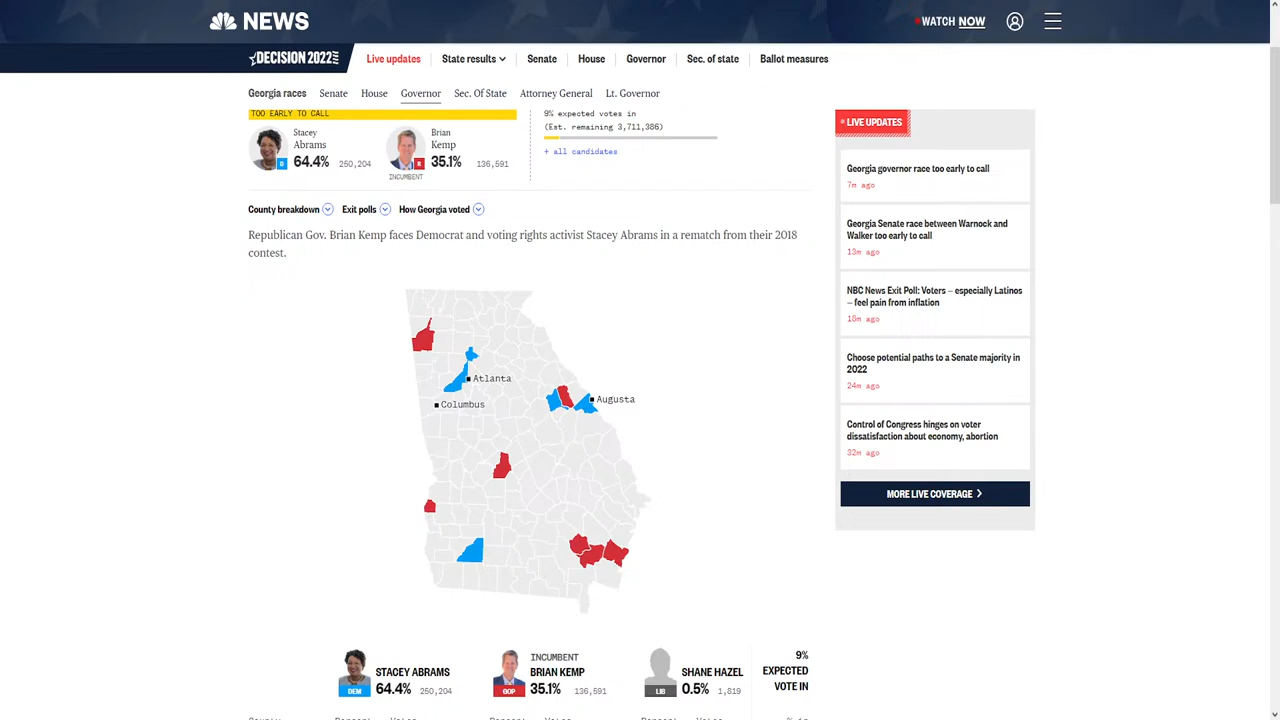 NEWS
WATCH NOW
DECISION 2022
Live updates
State results
Senate
House
Governor
Sec. of state
Ballot measures
Georgia races
Senate
House
Governor
Sec. Of State
Attorney General
Lt. Governor
TOO EARLY TO CALL
Stacey
Abrams
64.4% 250,204
D
Brian
Kemp
35.1% 136,591
R
INCUMBENT
9% expected votes in
(Est. remaining 3,711,386)
+ all candidates
County breakdown
Exit polls
How Georgia voted
Republican Gov. Brian Kemp faces Democrat and voting rights activist Stacey Abrams in a rematch from their 2018
contest.
Atlanta
Columbus
Augusta
LIVE UPDATES
Georgia governor race too early to call
7m ago
Georgia Senate race between Warnock and
Walker too early to call
13m ago
NBC News Exit Poll: Voters – especially Latinos
– feel pain from inflation
18m ago
Choose potential paths to a Senate majority in
2022
24m ago
Control of Congress hinges on voter
dissatisfaction about economy, abortion
32m ago
MORE LIVE COVERAGE
STACEY ABRAMS
64.4% 250,204
DEM
INCUMBENT
BRIAN KEMP
35.1% 136,591
GOP
SHANE HAZEL
0.5% 1,819
LIB
9%
EXPECTED
VOTE IN